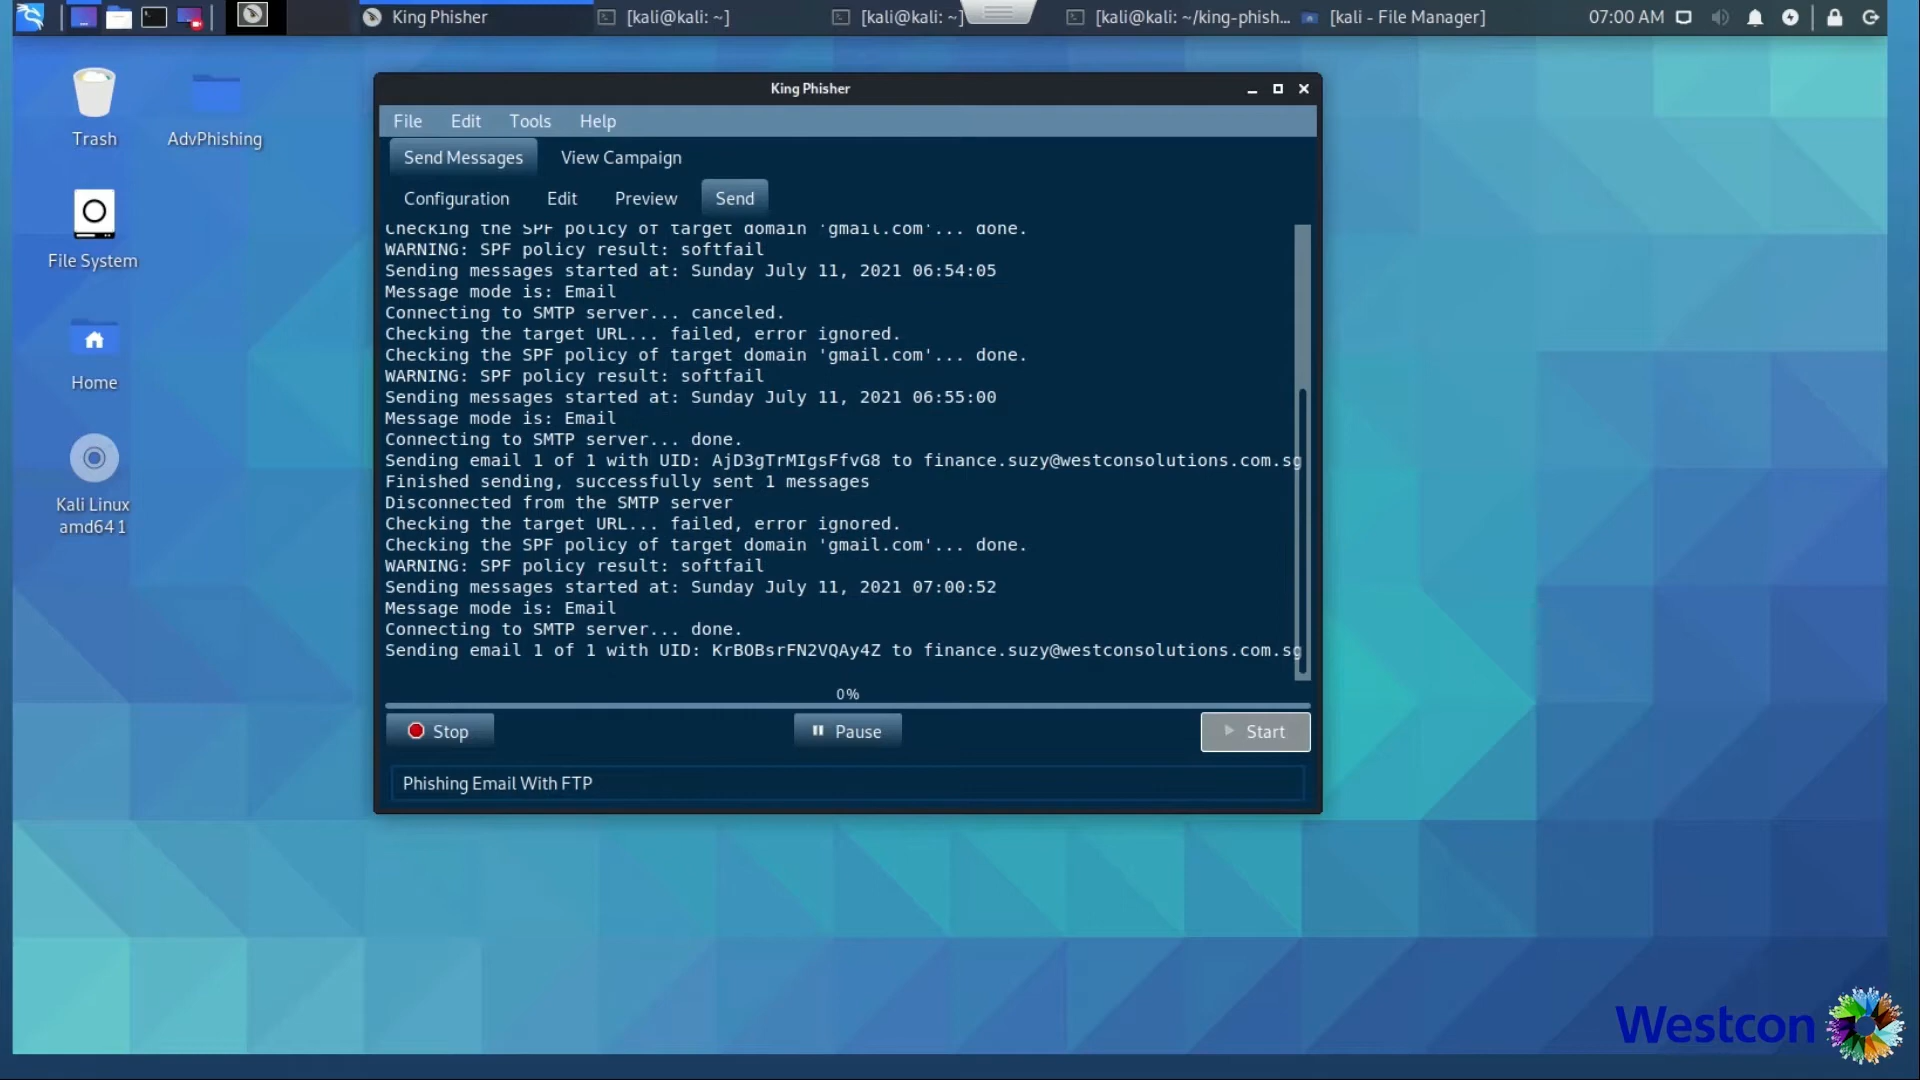 King Phisher
[kali@kali: ~]
[kali@kali: ~]
[kali@kali: ~/king-phish...
[kali - File Manager]
07:00 AM
Trash
AdvPhishing
File System
Home
Kali Linux
amd64 1
King Phisher
File Edit Tools Help
Send Messages View Campaign
Configuration Edit Preview Send
Checking the SPF policy of target domain 'gmail.com'... done.
WARNING: SPF policy result: softfail
Sending messages started at: Sunday July 11, 2021 06:54:05
Message mode is: Email
Connecting to SMTP server... canceled.
Checking the target URL... failed, error ignored.
Checking the SPF policy of target domain 'gmail.com'... done.
WARNING: SPF policy result: softfail
Sending messages started at: Sunday July 11, 2021 06:55:00
Message mode is: Email
Connecting to SMTP server... done.
Sending email 1 of 1 with UID: AjD3gTrMIgsFfvG8 to finance.suzy@westconsolutions.com.sg
Finished sending, successfully sent 1 messages
Disconnected from the SMTP server
Checking the target URL... failed, error ignored.
Checking the SPF policy of target domain 'gmail.com'... done.
WARNING: SPF policy result: softfail
Sending messages started at: Sunday July 11, 2021 07:00:52
Message mode is: Email
Connecting to SMTP server... done.
Sending email 1 of 1 with UID: KrBOBsrFN2VQAy4Z to finance.suzy@westconsolutions.com.sg
0%
Stop
Pause
Start
Phishing Email With FTP
Westcon